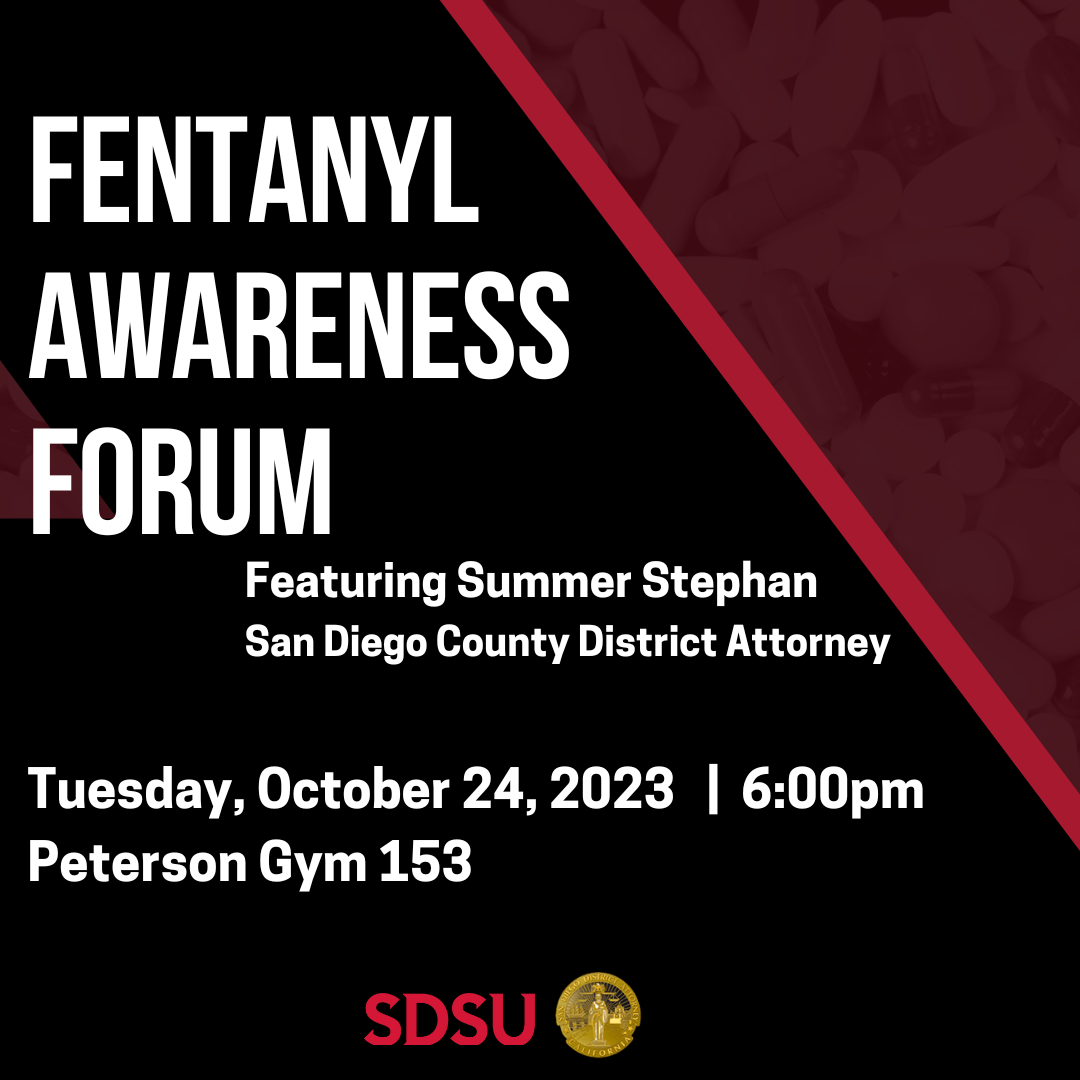 FENTANYL
AWARENESS
FORUM
Featuring Summer Stephan
San Diego County District Attorney
Tuesday, October 24, 2023 | 6:00pm
Peterson Gym 153
SDSU
CALIFORNIA